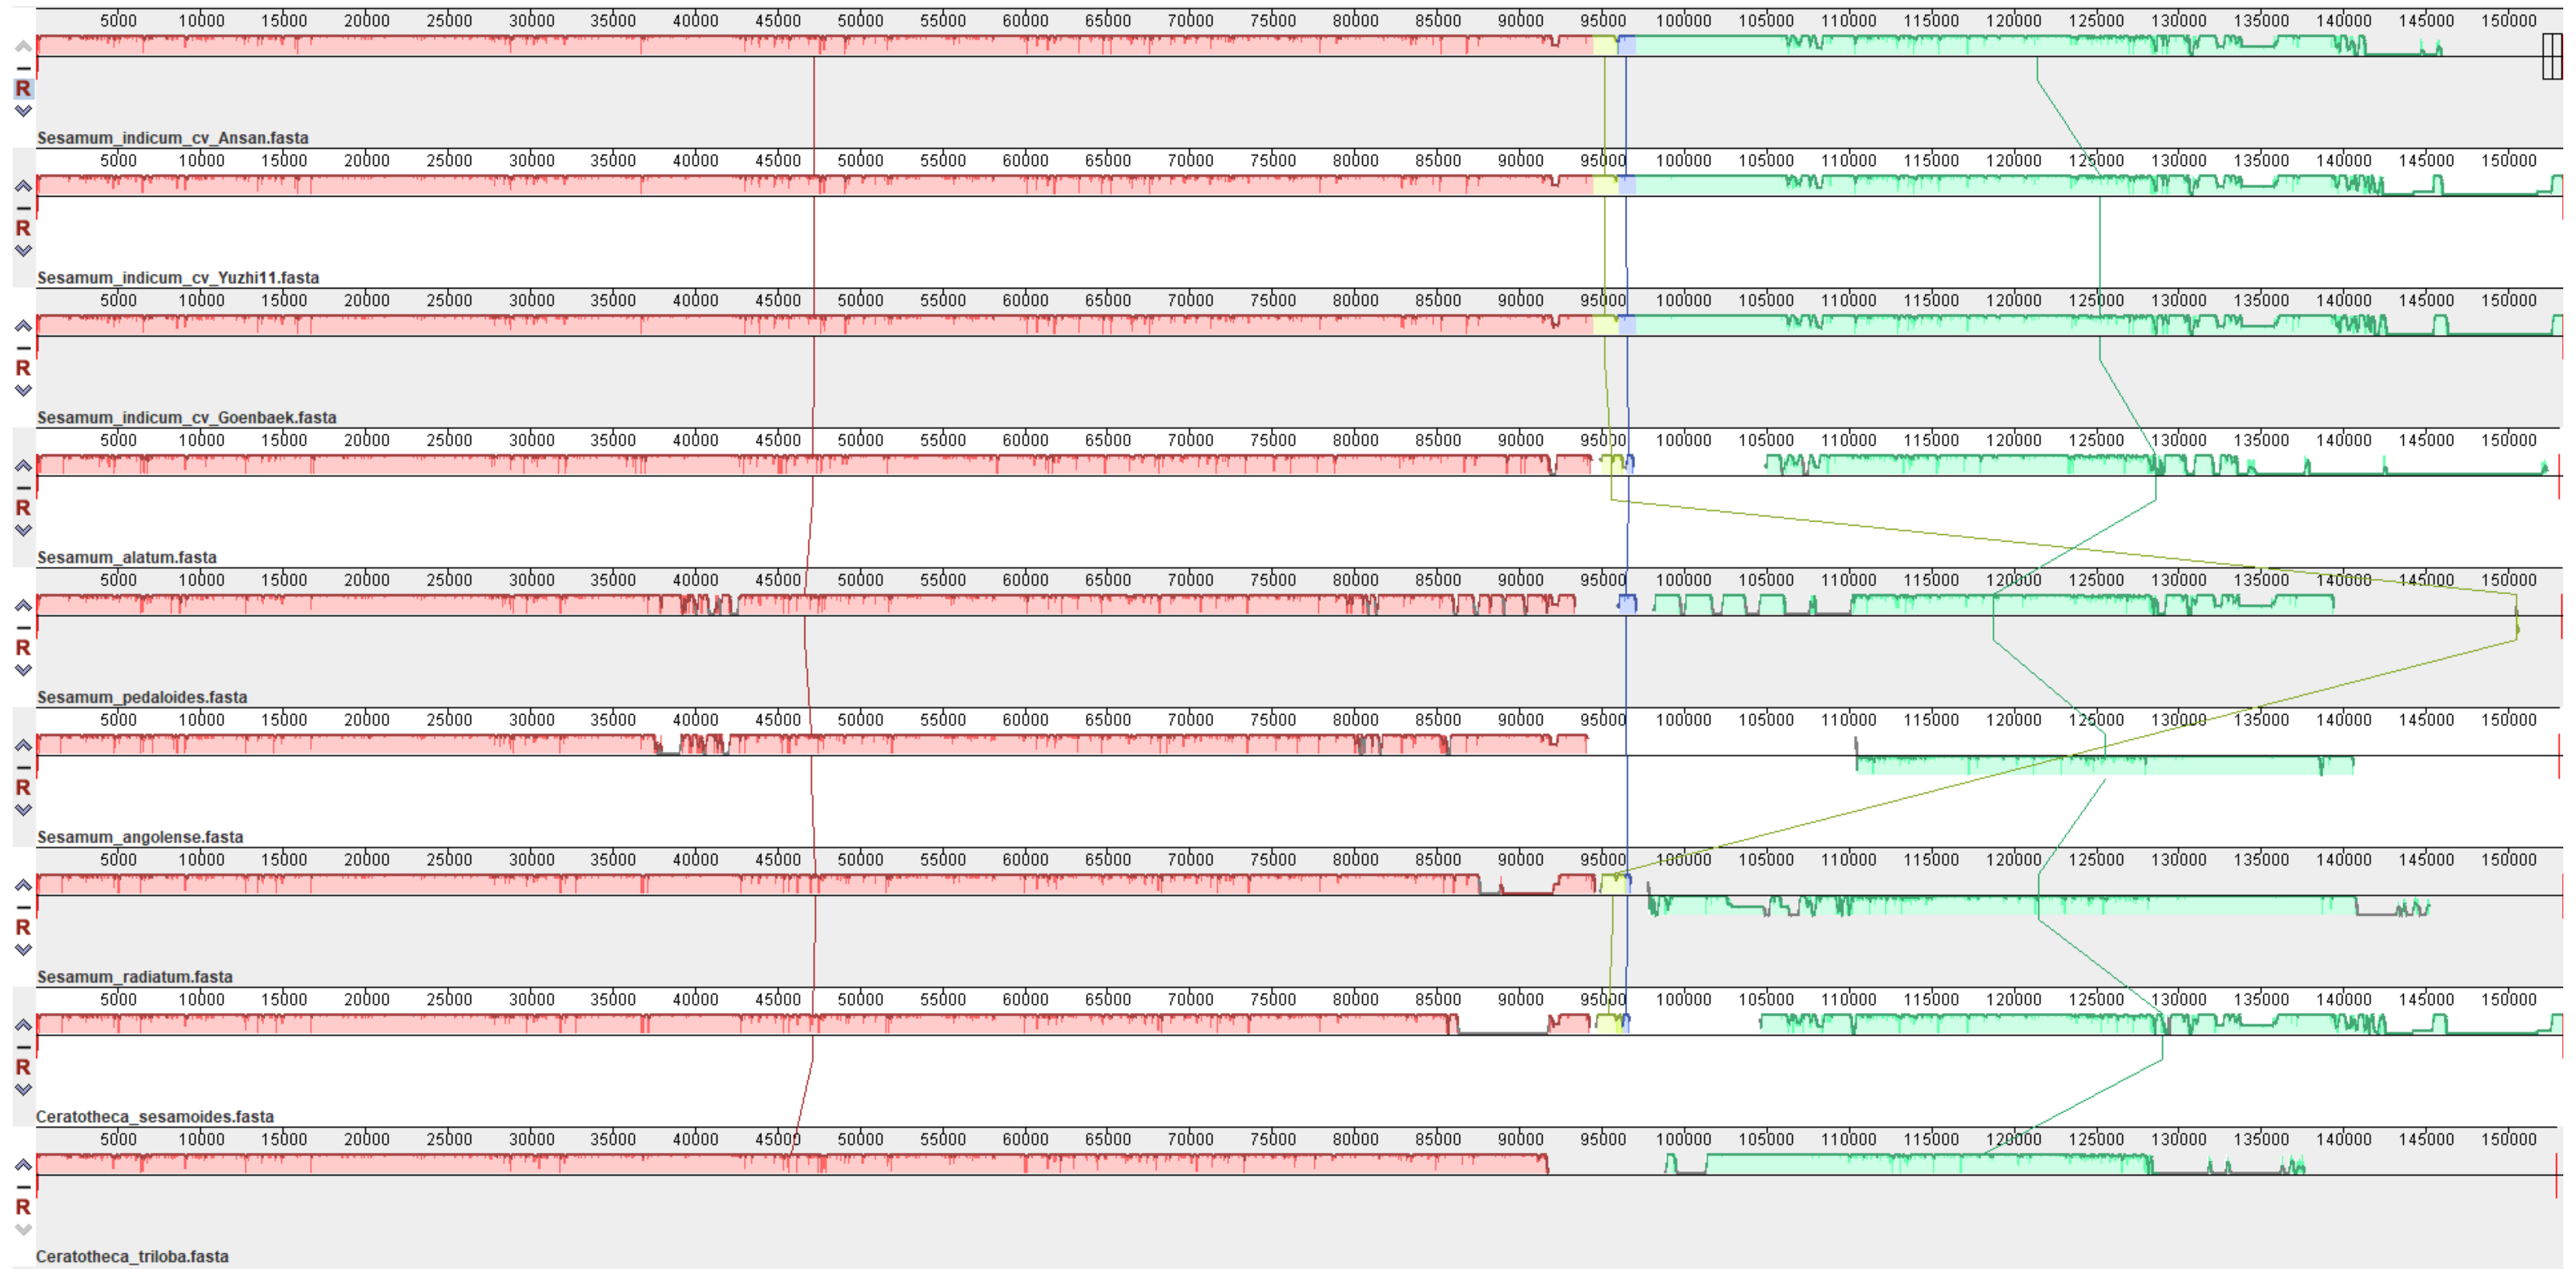 5000 10000 15000 20000 25000 30000 35000 40000 45000 50000 55000 60000 65000 70000 75000 80000 85000 90000 95000 100000 105000 110000 115000 120000 125000 130000 135000 140000 145000 150000
R
Sesamum_indicum_cv_Ansan.fasta
5000 10000 15000 20000 25000 30000 35000 40000 45000 50000 55000 60000 65000 70000 75000 80000 85000 90000 95000 100000 105000 110000 115000 120000 125000 130000 135000 140000 145000 150000
R
Sesamum_indicum_cv_Yuzhi11.fasta
5000 10000 15000 20000 25000 30000 35000 40000 45000 50000 55000 60000 65000 70000 75000 80000 85000 90000 95000 100000 105000 110000 115000 120000 125000 130000 135000 140000 145000 150000
R
Sesamum_indicum_cv_Goenbaek.fasta
5000 10000 15000 20000 25000 30000 35000 40000 45000 50000 55000 60000 65000 70000 75000 80000 85000 90000 95000 100000 105000 110000 115000 120000 125000 130000 135000 140000 145000 150000
R
Sesamum_alatum.fasta
5000 10000 15000 20000 25000 30000 35000 40000 45000 50000 55000 60000 65000 70000 75000 80000 85000 90000 95000 100000 105000 110000 115000 120000 125000 130000 135000 140000 145000 150000
R
Sesamum_pedaloides.fasta
5000 10000 15000 20000 25000 30000 35000 40000 45000 50000 55000 60000 65000 70000 75000 80000 85000 90000 95000 100000 105000 110000 115000 120000 125000 130000 135000 140000 145000 150000
R
Sesamum_angolense.fasta
5000 10000 15000 20000 25000 30000 35000 40000 45000 50000 55000 60000 65000 70000 75000 80000 85000 90000 95000 100000 105000 110000 115000 120000 125000 130000 135000 140000 145000 150000
R
Sesamum_radiatum.fasta
5000 10000 15000 20000 25000 30000 35000 40000 45000 50000 55000 60000 65000 70000 75000 80000 85000 90000 95000 100000 105000 110000 115000 120000 125000 130000 135000 140000 145000 150000
R
Ceratotheca_sesamoides.fasta
5000 10000 15000 20000 25000 30000 35000 40000 45000 50000 55000 60000 65000 70000 75000 80000 85000 90000 95000 100000 105000 110000 115000 120000 125000 130000 135000 140000 145000 150000
R
Ceratotheca_triloba.fasta